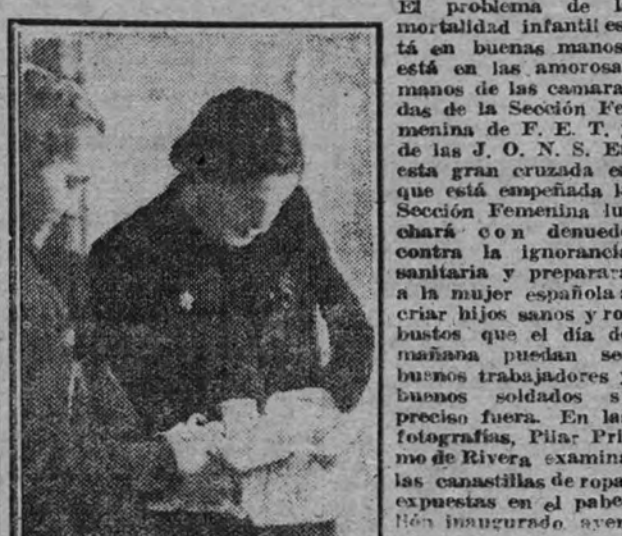 El problema de l
mortalidad infantil es
tá en buenas manos
está en las amorosa
manos de las camara
das de la Sección Fe
menina de F. E. T.
de las J. O. N. S. E
esta gran cruzada e
que está empeñada l
Sección Femenina lu
chará con denued
contra la ignorancia
sanitaria y preparará
a la mujer española
criar hijos sanos y ro
bustos que el día de
mañana puedan se
buenos trabajadores y
buenos soldados s
preciso fuera. En la
fotografías, Pilar Pri
mo de Rivera examina
las canastillas de ropa
expuestas en el pabe
llón inaugurado ayer